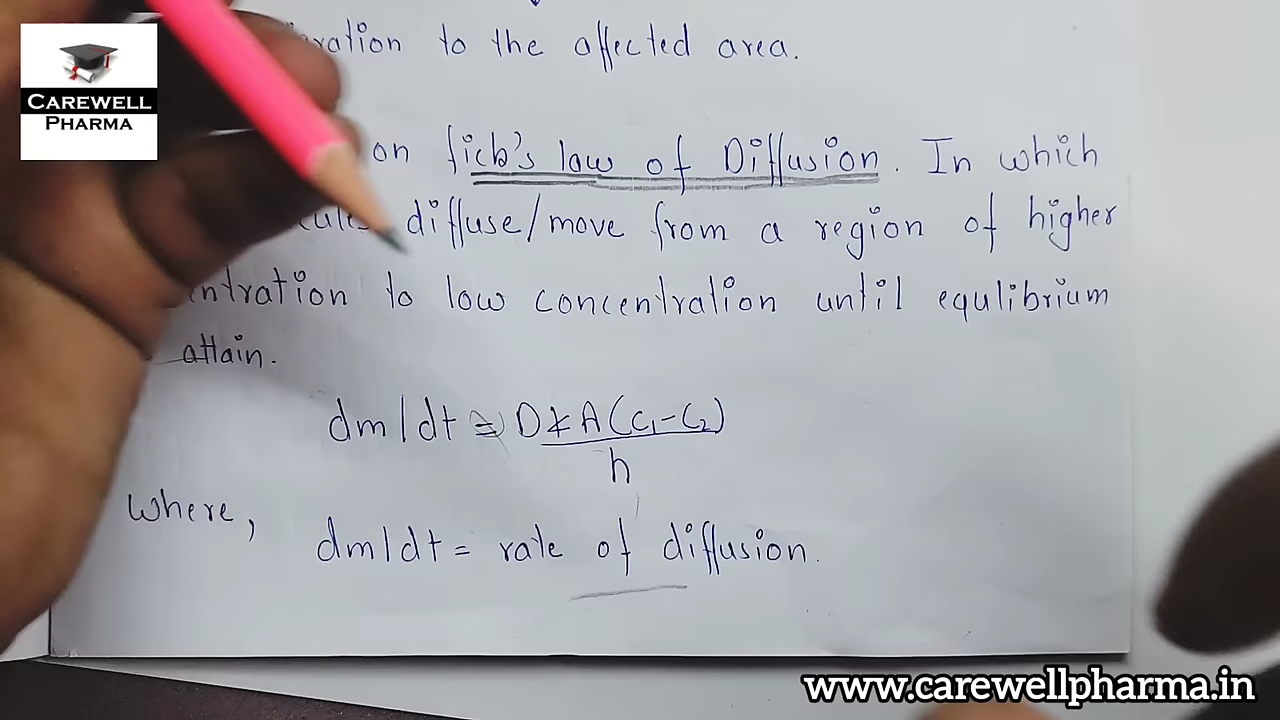 CAREWELL
PHARMA
ration to the affected area.
on fick's law of Diffusion. In which
diffuse/move from a region of higher
ntration to low concentration until equlibrium
attain.
dm/dt = DKA(C₁-C₂)
h
where,
dm/dt = rate of diffusion.
www.carewellpharma.in